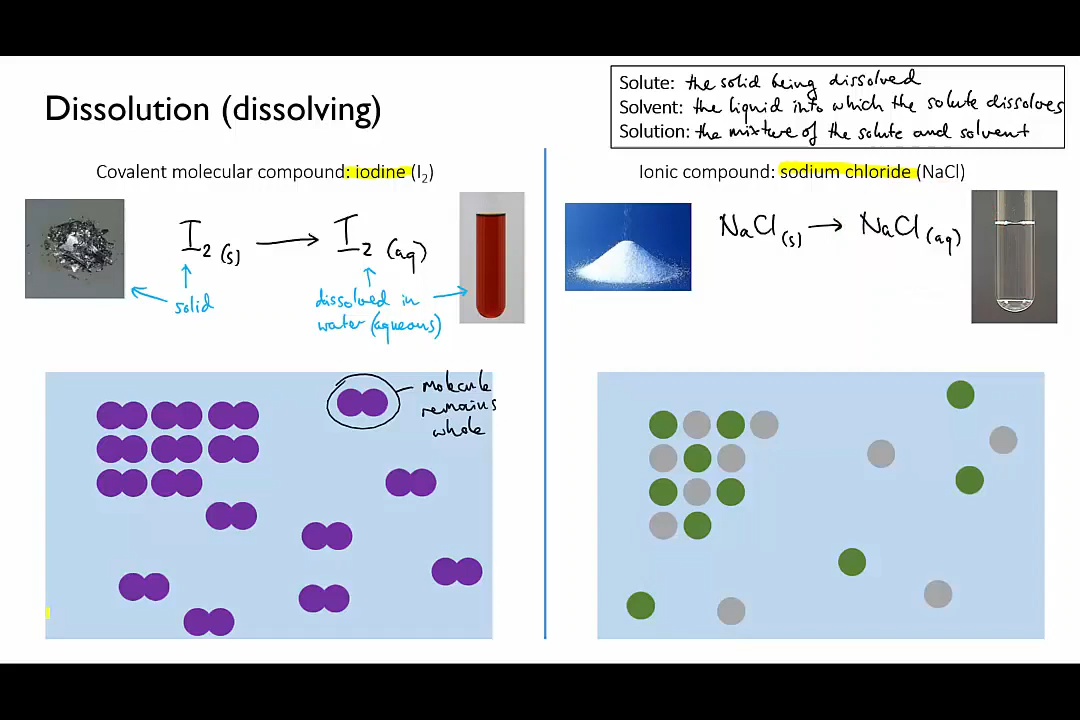 Dissolution (dissolving)
Solute: the solid being dissolved
Solvent: the liquid into which the solute dissolves
Solution: the mixture of the solute and solvent
Covalent molecular compound: iodine (I₂)
I₂ (s) → I₂ (aq)
solid
dissolved in
water (aqueous)
molecule
remains
whole
Ionic compound: sodium chloride (NaCl)
NaCl (s) → NaCl (aq)